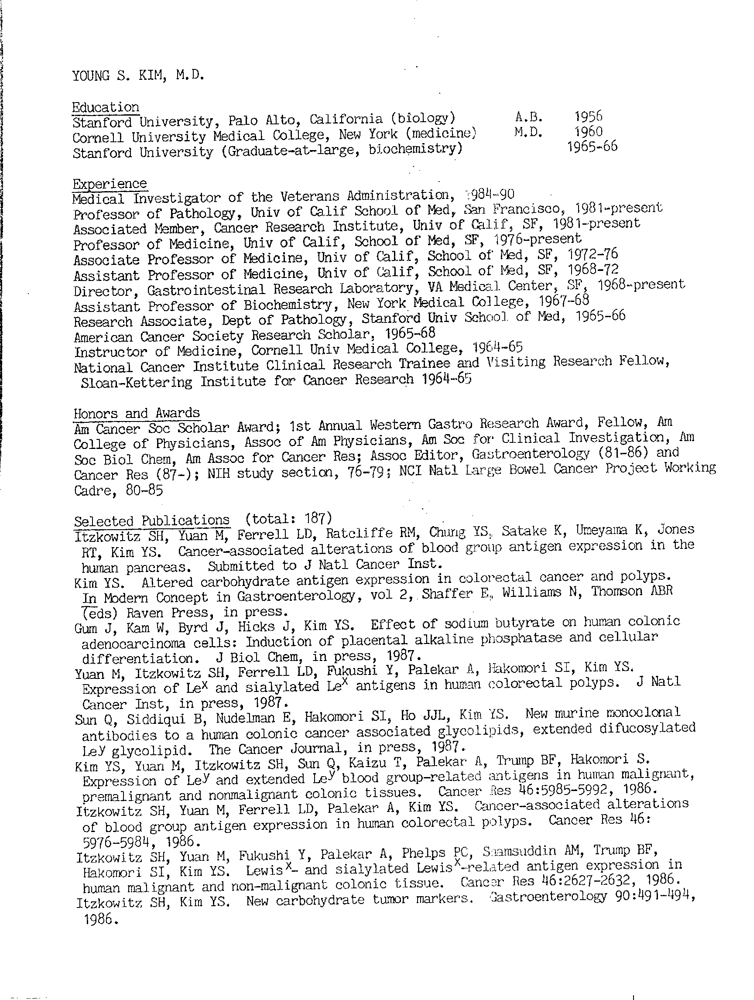 YOUNG S. KIM, M.D.
Education
Stanford University, Palo Alto, California (biology) A.B. 1956
Cornell University Medical College, New York (medicine) M.D. 1960
Stanford University (Graduate-at-large, biochemistry) 1965-66
Experience
Medical Investigator of the Veterans Administration, 1984-90
Professor of Pathology, Univ of Calif School of Med, San Francisco, 1981-present
Associated Member, Cancer Research Institute, Univ of Calif, SF, 1981-present
Professor of Medicine, Univ of Calif, School of Med, SF, 1976-present
Associate Professor of Medicine, Univ of Calif, School of Med, SF, 1972-76
Assistant Professor of Medicine, Univ of Calif, School of Med, SF, 1968-72
Director, Gastrointestinal Research Laboratory, VA Medical Center, SF, 1968-present
Assistant Professor of Biochemistry, New York Medical College, 1967-68
Research Associate, Dept of Pathology, Stanford Univ School of Med, 1965-66
American Cancer Society Research Scholar, 1965-68
Instructor of Medicine, Cornell Univ Medical College, 1964-65
National Cancer Institute Clinical Research Trainee and Visiting Research Fellow,
Sloan-Kettering Institute for Cancer Research 1964-65
Honors and Awards
Am Cancer Soc Scholar Award; 1st Annual Western Gastro Research Award, Fellow, Am
College of Physicians, Assoc of Am Physicians, Am Soc for Clinical Investigation, Am
Soc Biol Chem, Am Assoc for Cancer Res; Assoc Editor, Gastroenterology (81-86) and
Cancer Res (87-); NIH study section, 76-79; NCI Natl Large Bowel Cancer Project Working
Cadre, 80-85
Selected Publications (total: 187)
Itzkowitz SH, Yuan M, Ferrell LD, Ratcliffe RM, Chung YS, Satake K, Umeyama K, Jones
RT, Kim YS. Cancer-associated alterations of blood group antigen expression in the
human pancreas. Submitted to J Natl Cancer Inst.
Kim YS. Altered carbohydrate antigen expression in colorectal cancer and polyps.
In Modern Concept in Gastroenterology, vol 2, Shaffer E, Williams N, Thomson ABR
(eds) Raven Press, in press.
Gum J, Kam W, Byrd J, Hicks J, Kim YS. Effect of sodium butyrate on human colonic
adenocarcinoma cells: Induction of placental alkaline phosphatase and cellular
differentiation. J Biol Chem, in press, 1987.
Yuan M, Itzkowitz SH, Ferrell LD, Fukushi Y, Palekar A, Hakomori SI, Kim YS.
Expression of Leˣ and sialylated Leˣ antigens in human colorectal polyps. J Natl
Cancer Inst, in press, 1987.
Sun Q, Siddiqui B, Nudelman E, Hakomori SI, Ho JJL, Kim YS. New murine monoclonal
antibodies to a human colonic cancer associated glycolipids, extended difucosylated
Leʸ glycolipid. The Cancer Journal, in press, 1987.
Kim YS, Yuan M, Itzkowitz SH, Sun Q, Kaizu T, Palekar A, Trump BF, Hakomori S.
Expression of Leʸ and extended Leʸ blood group-related antigens in human malignant,
premalignant and nonmalignant colonic tissues. Cancer Res 46:5985-5992, 1986.
Itzkowitz SH, Yuan M, Ferrell LD, Palekar A, Kim YS. Cancer-associated alterations
of blood group antigen expression in human colorectal polyps. Cancer Res 46:
5976-5984, 1986.
Itzkowitz SH, Yuan M, Fukushi Y, Palekar A, Phelps PC, Shamsuddin AM, Trump BF,
Hakomori SI, Kim YS. Lewisˣ- and sialylated Lewisˣ-related antigen expression in
human malignant and non-malignant colonic tissue. Cancer Res 46:2627-2632, 1986.
Itzkowitz SH, Kim YS. New carbohydrate tumor markers. Gastroenterology 90:491-494,
1986.